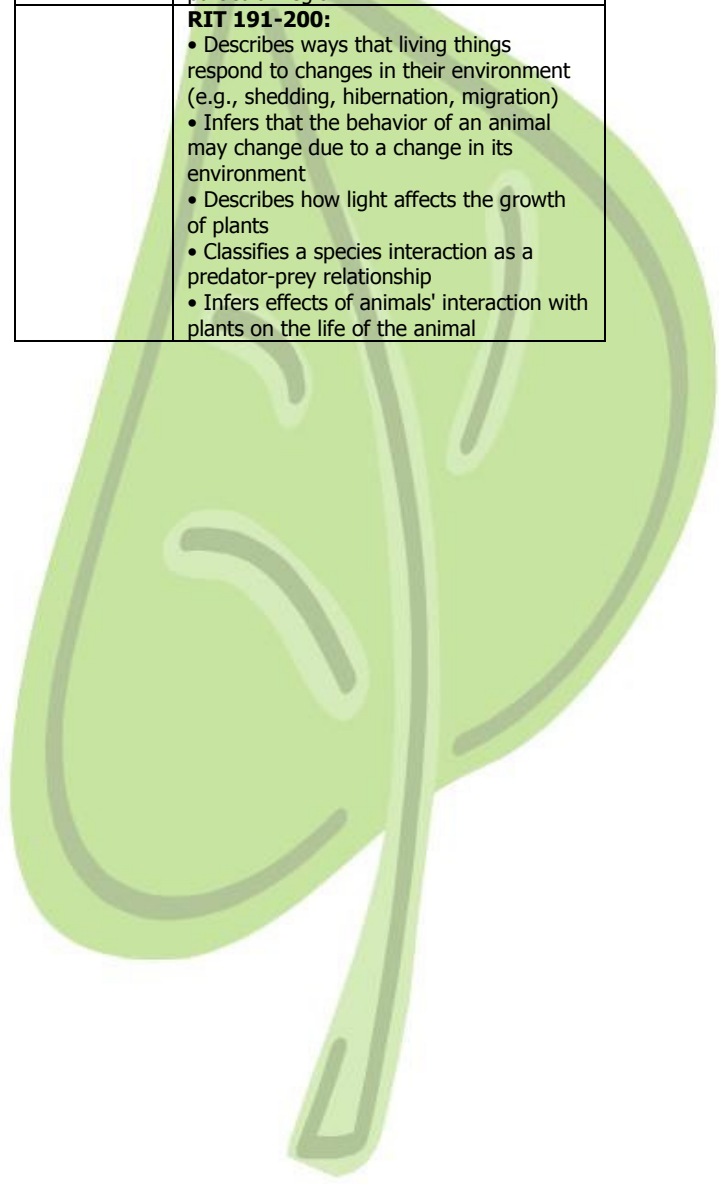 RIT 191-200:
• Describes ways that living things
respond to changes in their environment
(e.g., shedding, hibernation, migration)
• Infers that the behavior of an animal
may change due to a change in its
environment
• Describes how light affects the growth
of plants
• Classifies a species interaction as a
predator-prey relationship
• Infers effects of animals' interaction with
plants on the life of the animal